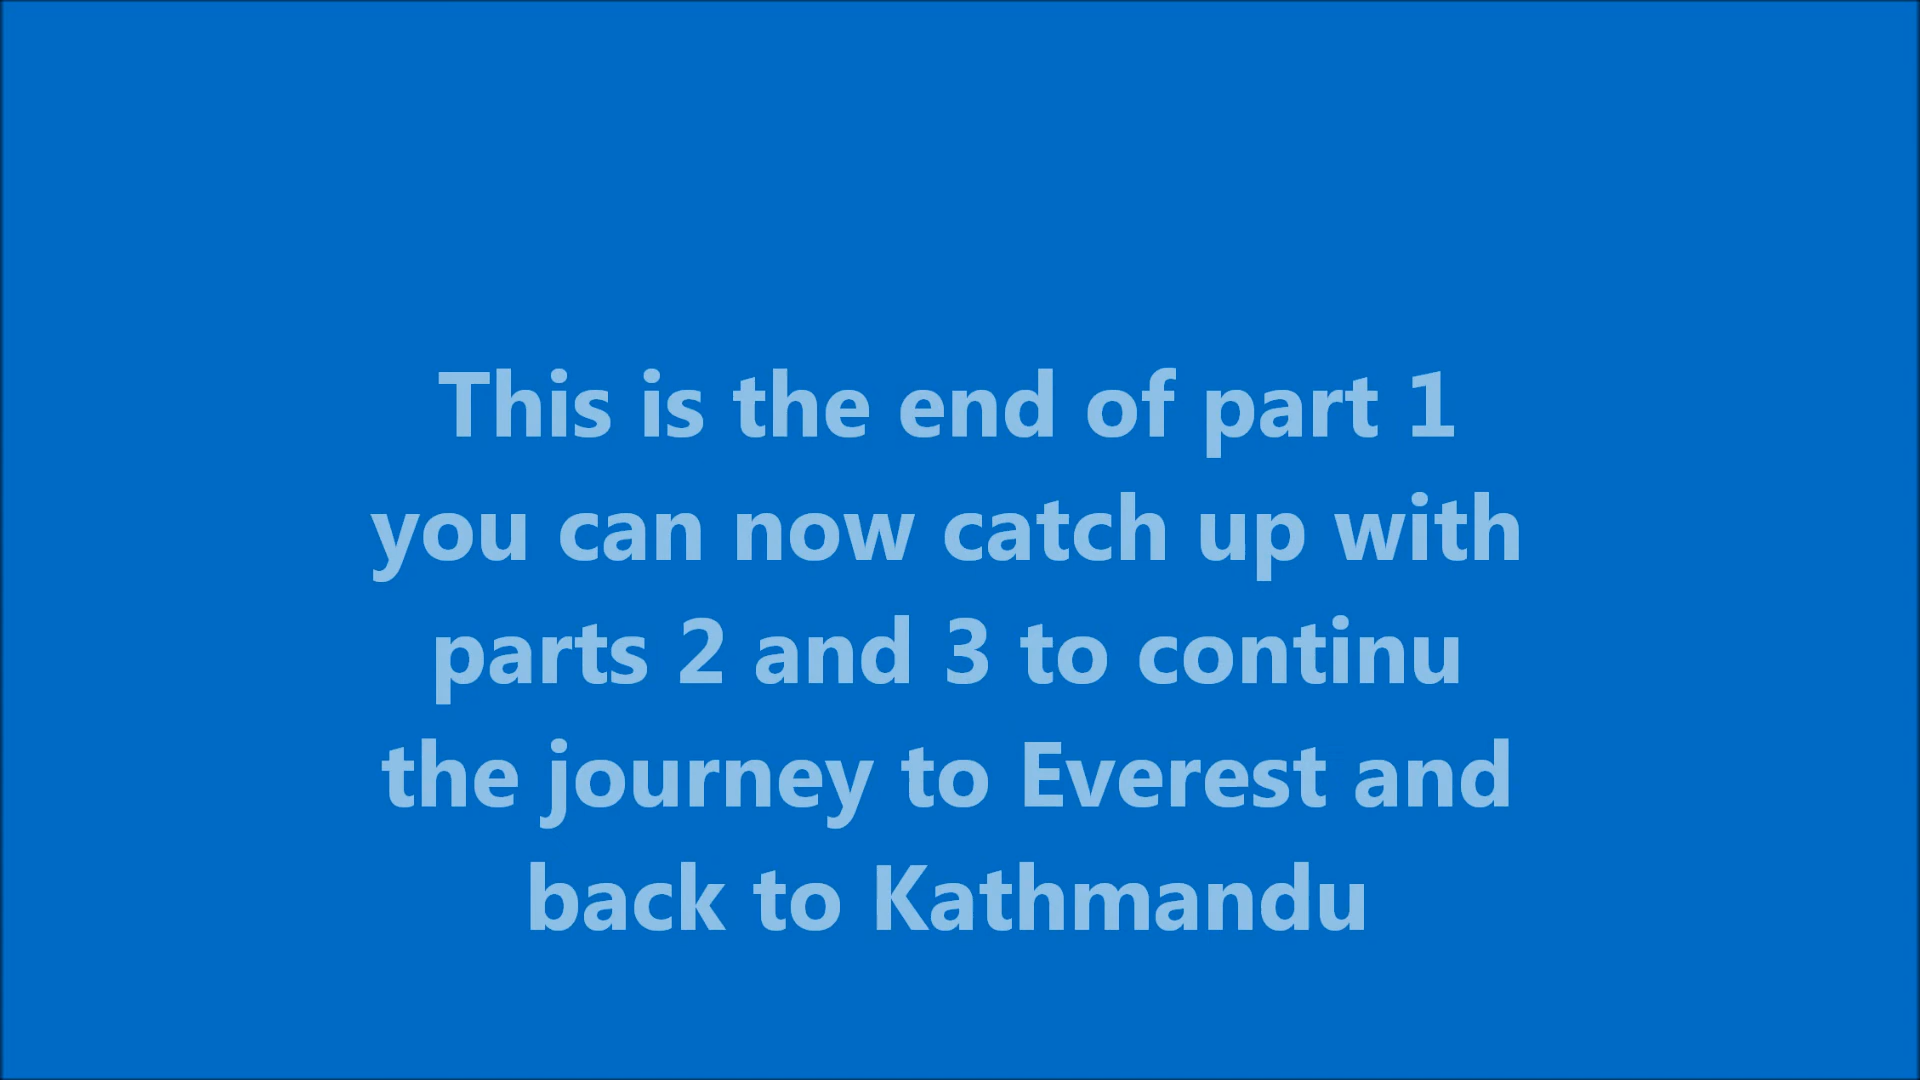 This is the end of part 1
you can now catch up with
parts 2 and 3 to continu
the journey to Everest and
back to Kathmandu